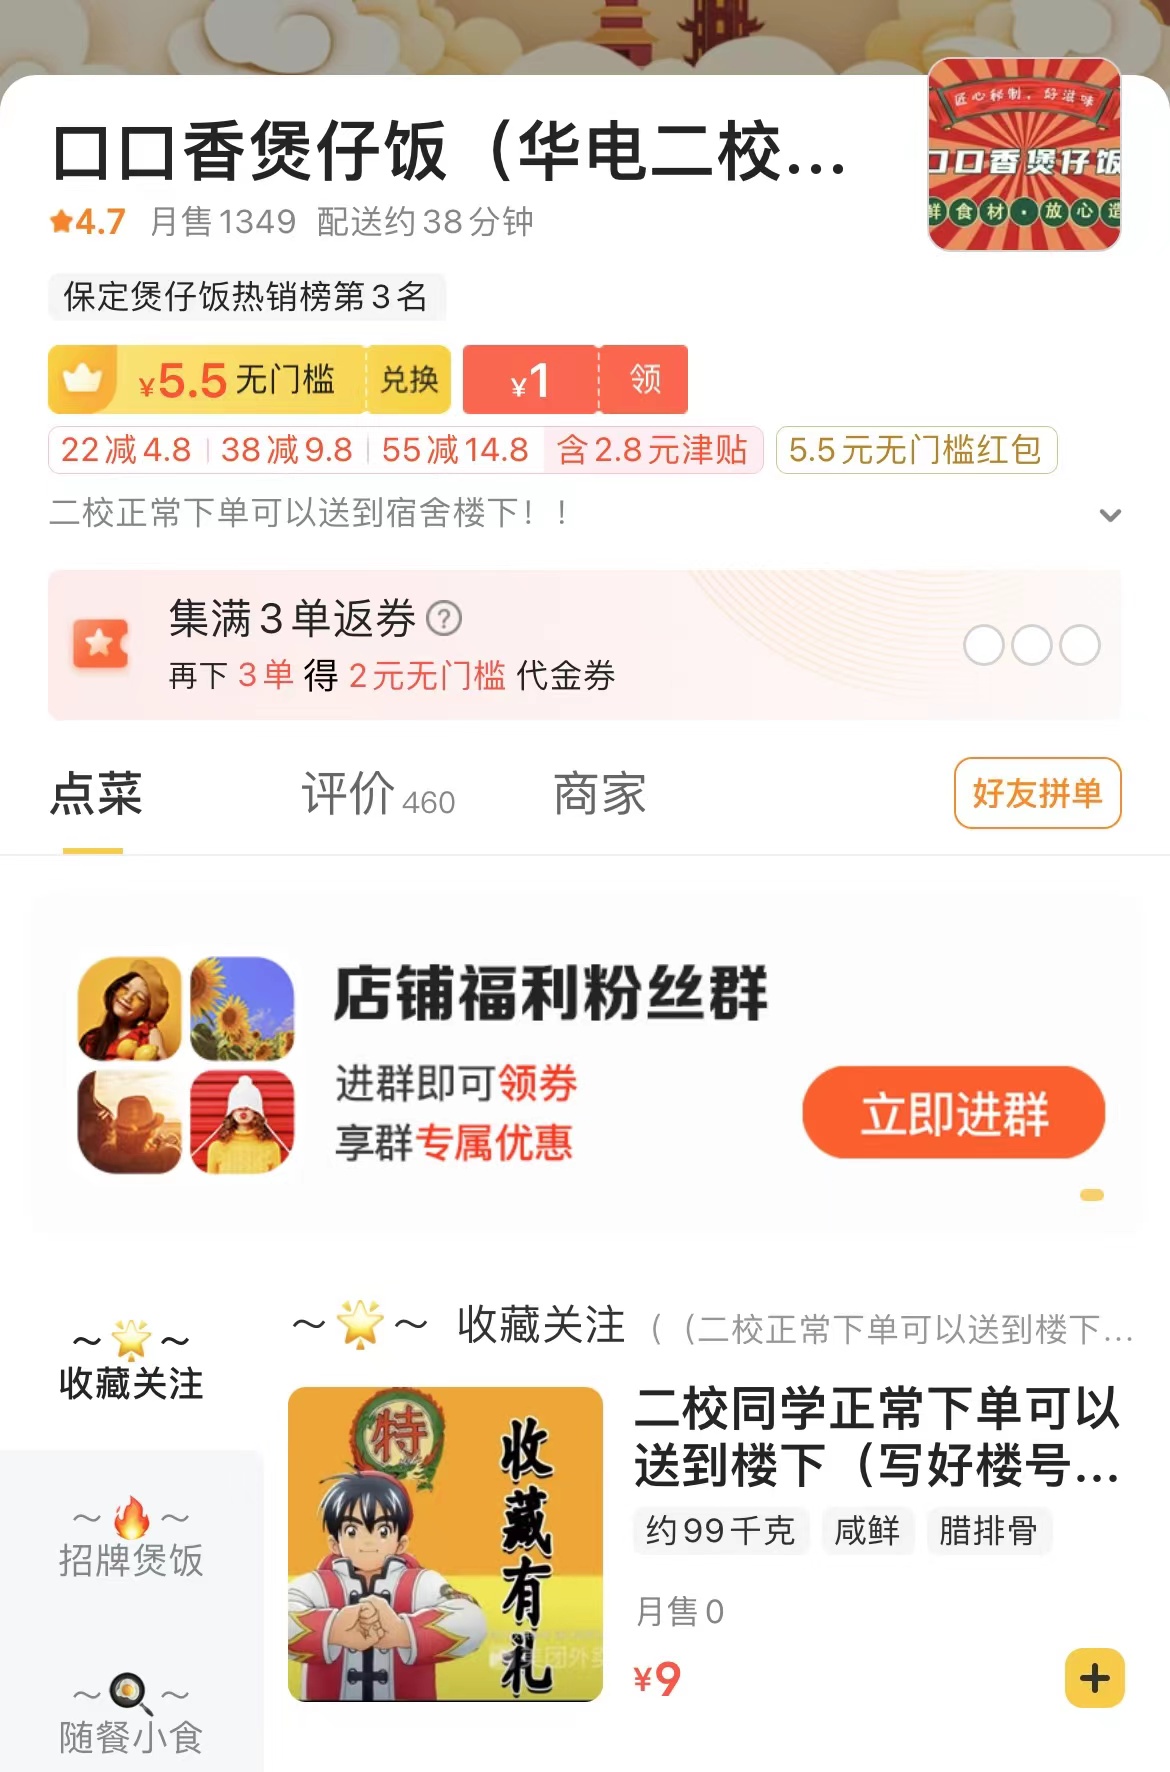 口口香煲仔饭（华电二校...
匠心秘制，好滋味
口口香煲仔饭
鲜食材·放心造
4.7 月售1349 配送约38分钟
保定煲仔饭热销榜第3名
¥5.5无门槛 兑换 ¥1 领
22减4.8 38减9.8 55减14.8 含2.8元津贴 5.5元无门槛红包
二校正常下单可以送到宿舍楼下！！
集满3单返券?
再下3单得2元无门槛代金券
点菜 评价460 商家 好友拼单
店铺福利粉丝群
进群即可领券
享群专属优惠
立即进群
～🌟～
收藏关注
～🔥～
招牌煲饭
～🍳～
随餐小食
～🌟～ 收藏关注 （（二校正常下单可以送到楼下...
特
收藏有礼
二校同学正常下单可以
送到楼下（写好楼号...
约99千克 咸鲜 腊排骨
月售0
¥9
+